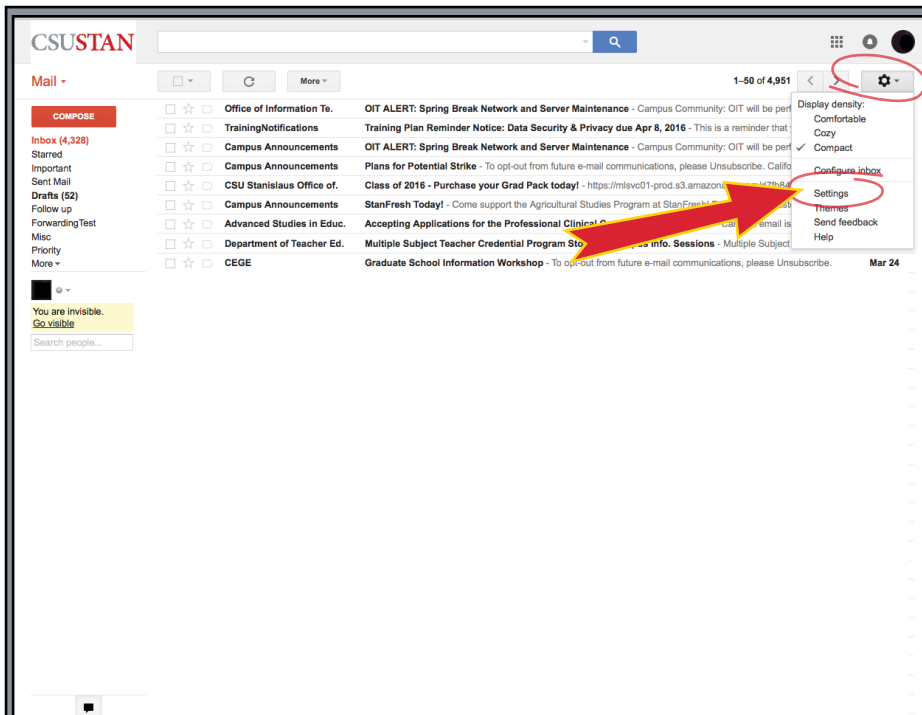 CSUSTAN
Mail
More
1–50 of 4,951
COMPOSE
Inbox (4,328)
Starred
Important
Sent Mail
Drafts (52)
Follow up
ForwardingTest
Misc
Priority
More
You are invisible.
Go visible
Search people...
Office of Information Te. OIT ALERT: Spring Break Network and Server Maintenance - Campus Community: OIT will be
TrainingNotifications Training Plan Reminder Notice: Data Security & Privacy due Apr 8, 2016 - This is a reminder that
Campus Announcements OIT ALERT: Spring Break Network and Server Maintenance - Campus Community: OIT will be
Campus Announcements Plans for Potential Strike - To opt-out from future e-mail communications, please Unsubscribe.
CSU Stanislaus Office of. Class of 2016 - Purchase your Grad Pack today! - https://mlsvc01-prod.s3.
Campus Announcements StanFresh Today! - Come support the Agricultural Studies Program at StanFresh!
Advanced Studies in Educ. Accepting Applications for the Professional Clinical email is
Department of Teacher Ed. Multiple Subject Teacher Credential Program Info. Sessions - Multiple Subject
CEGE Graduate School Information Workshop - To opt-out from future e-mail communications, please Unsubscribe. Mar 24
Display density:
Comfortable
Cozy
Compact
Configure inbox
Settings
Themes
Send feedback
Help